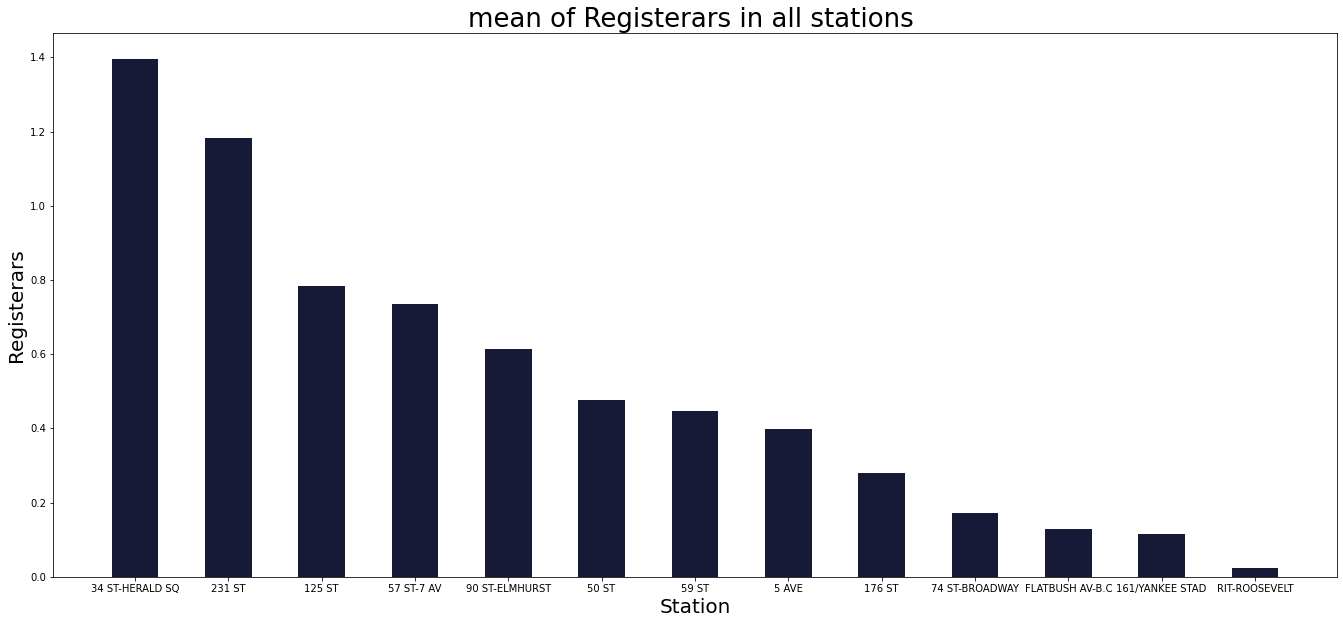 mean of Registerars in all stations
Registerars
1.4
1.2
1.0
0.8
0.6
0.4
0.2
0.0
34 ST-HERALD SQ 231 ST 125 ST 57 ST-7 AV 90 ST-ELMHURST 50 ST 59 ST 5 AVE 176 ST 74 ST-BROADWAY FLATBUSH AV-B.C 161/YANKEE STAD RIT-ROOSEVELT
Station